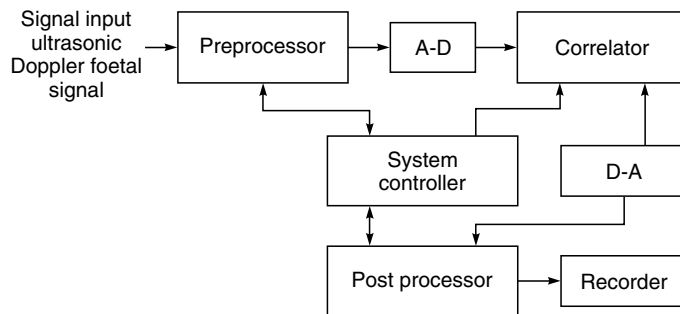 Signal input
ultrasonic
Doppler foetal
signal
Preprocessor
A-D
Correlator
System
controller
D-A
Post processor
Recorder